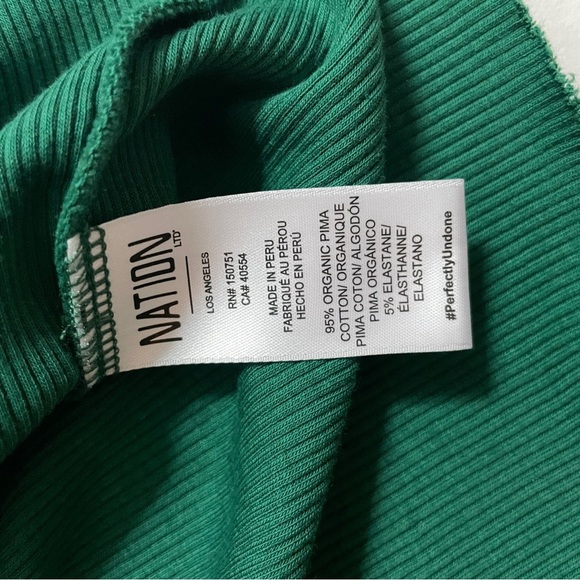 NATION
LTD
LOS ANGELES
RN# 150751
CA# 40554
MADE IN PERU
FABRIQUÉ AU PÉROU
HECHO EN PERÚ
95% ORGANIC PIMA
COTTON/ ORGANIQUE
PIMA COTON/ ALGODÓN
PIMA ORGÁNICO
5% ELASTANE/
ÉLASTHANNE/
ELASTANO
#PerfectlyUndone